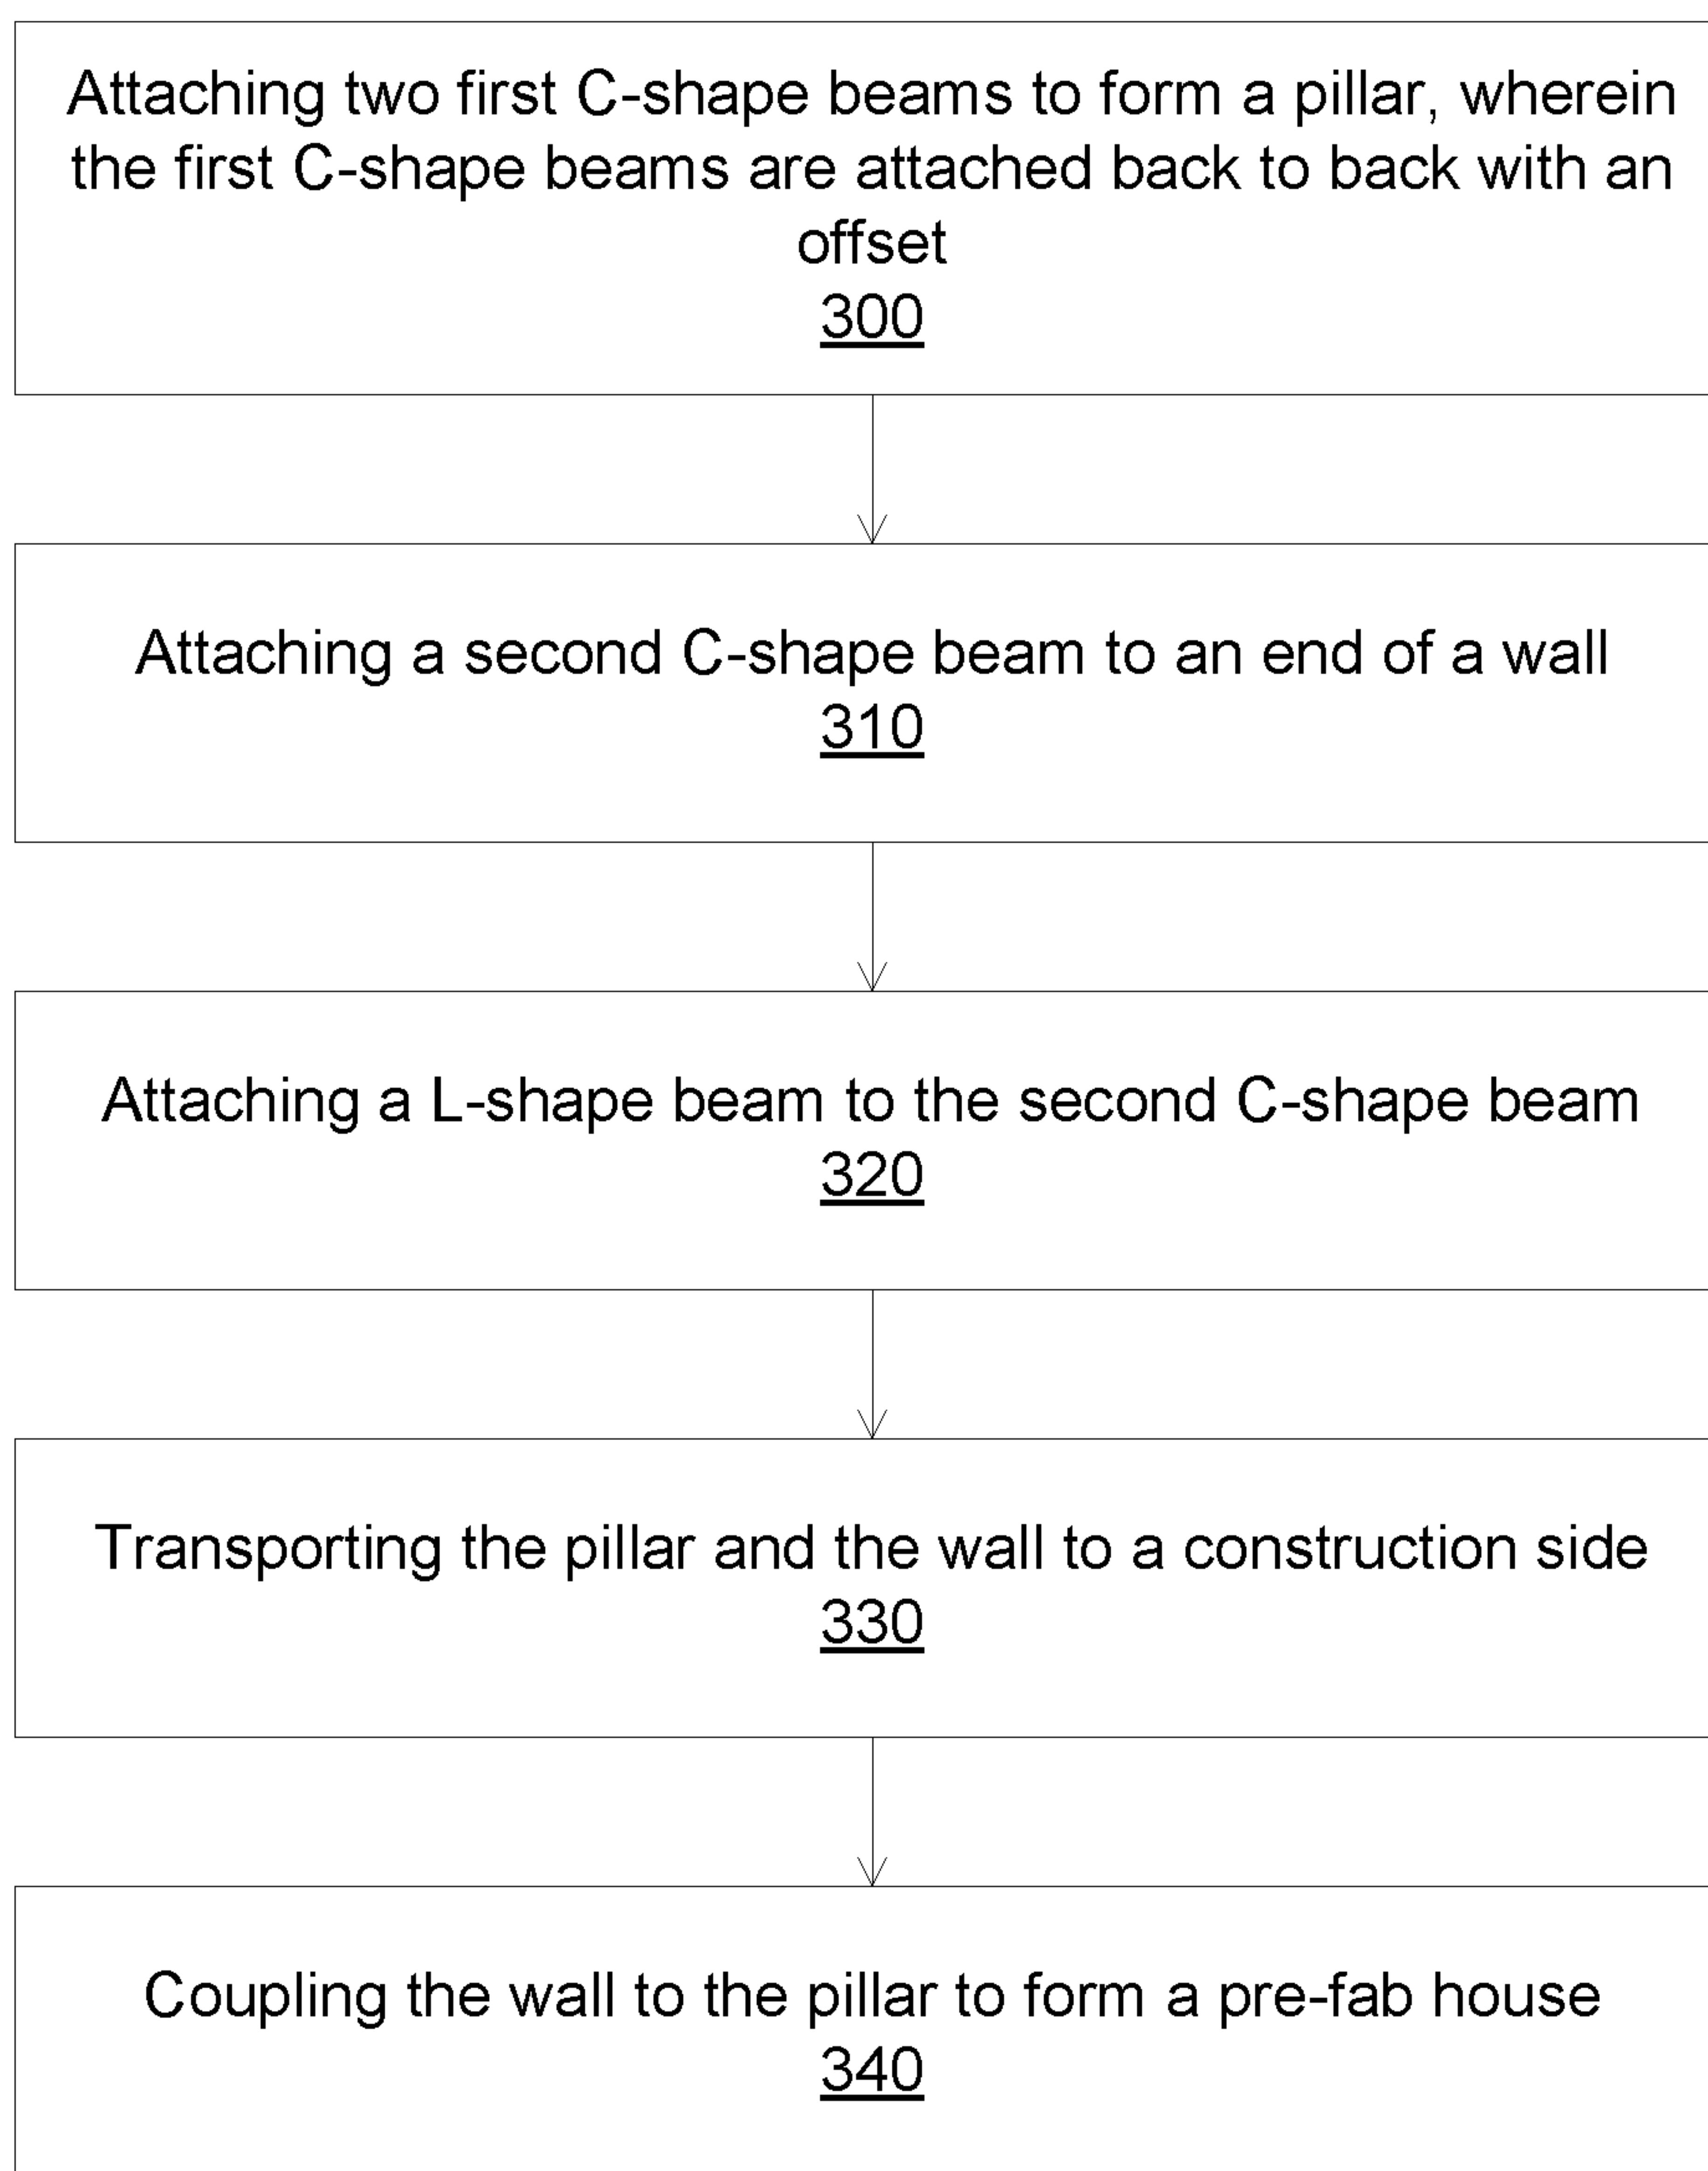 Attaching two first C-shape beams to form a pillar, wherein
the first C-shape beams are attached back to back with an
offset
300
Attaching a second C-shape beam to an end of a wall
310
Attaching a L-shape beam to the second C-shape beam
320
Transporting the pillar and the wall to a construction side
330
Coupling the wall to the pillar to form a pre-fab house
340